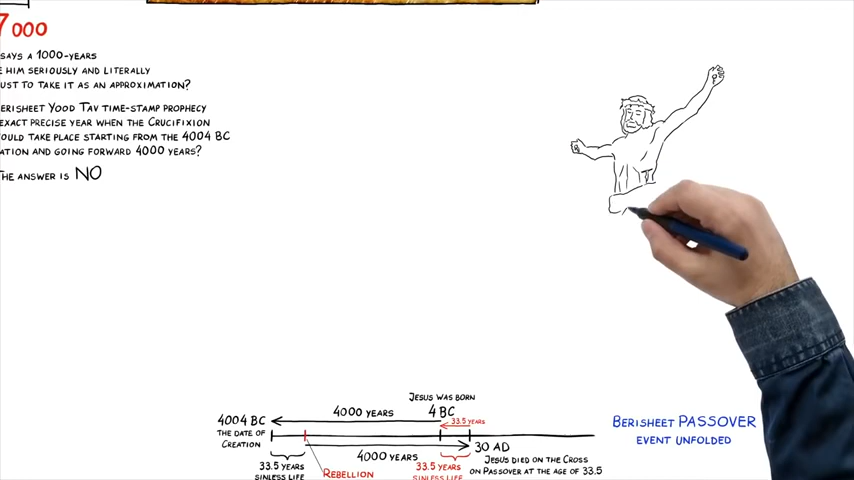 7000
SAYS A 1000-YEARS
E HIM SERIOUSLY AND LITERALLY
UST TO TAKE IT AS AN APPROXIMATION?
ERISHEET YOOD TAV TIME-STAMP PROPHECY
EXACT PRECISE YEAR WHEN THE CRUCIFIXION
OULD TAKE PLACE STARTING FROM THE 4004 BC
ATION AND GOING FORWARD 4000 YEARS?
HE ANSWER IS NO
JESUS WAS BORN
4004 BC
4000 YEARS
4 BC
33.5 YEARS
THE DATE OF
CREATION
4000 YEARS
30 AD
JESUS DIED ON THE CROSS
ON PASSOVER AT THE AGE OF 33.5
33.5 YEARS
SINLESS LIFE
REBELLION
33.5 YEARS
SINLESS LIFE
BERISHEET PASSOVER
EVENT UNFOLDED